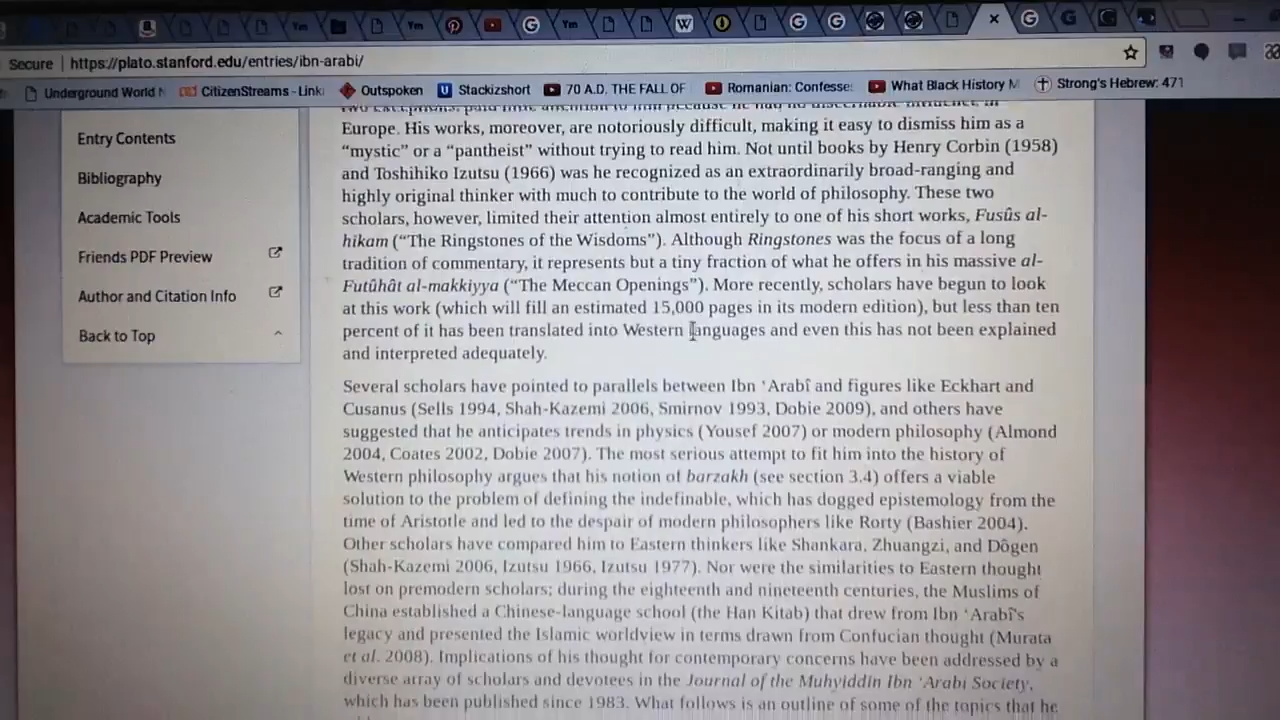 Ym
Ym
Ym
Secure | https://plato.stanford.edu/entries/ibn-arabi/
Underground World N
CitizenStreams - Link
Outspoken
Stackizshort
70 A.D. THE FALL OF
Romanian: Confesse
What Black History M
Strong's Hebrew: 471
Entry Contents
Bibliography
Academic Tools
Friends PDF Preview
Author and Citation Info
Back to Top
two exceptions, paid little attention to him because he had no discernable influence in
Europe. His works, moreover, are notoriously difficult, making it easy to dismiss him as a
“mystic” or a “pantheist” without trying to read him. Not until books by Henry Corbin (1958)
and Toshihiko Izutsu (1966) was he recognized as an extraordinarily broad-ranging and
highly original thinker with much to contribute to the world of philosophy. These two
scholars, however, limited their attention almost entirely to one of his short works, Fusûs al-
hikam (“The Ringstones of the Wisdoms”). Although Ringstones was the focus of a long
tradition of commentary, it represents but a tiny fraction of what he offers in his massive al-
Futûhât al-makkiyya (“The Meccan Openings”). More recently, scholars have begun to look
at this work (which will fill an estimated 15,000 pages in its modern edition), but less than ten
percent of it has been translated into Western languages and even this has not been explained
and interpreted adequately.
Several scholars have pointed to parallels between Ibn ‘Arabî and figures like Eckhart and
Cusanus (Sells 1994, Shah-Kazemi 2006, Smirnov 1993, Dobie 2009), and others have
suggested that he anticipates trends in physics (Yousef 2007) or modern philosophy (Almond
2004, Coates 2002, Dobie 2007). The most serious attempt to fit him into the history of
Western philosophy argues that his notion of barzakh (see section 3.4) offers a viable
solution to the problem of defining the indefinable, which has dogged epistemology from the
time of Aristotle and led to the despair of modern philosophers like Rorty (Bashier 2004).
Other scholars have compared him to Eastern thinkers like Shankara, Zhuangzi, and Dôgen
(Shah-Kazemi 2006, Izutsu 1966, Izutsu 1977). Nor were the similarities to Eastern thought
lost on premodern scholars; during the eighteenth and nineteenth centuries, the Muslims of
China established a Chinese-language school (the Han Kitab) that drew from Ibn ‘Arabî’s
legacy and presented the Islamic worldview in terms drawn from Confucian thought (Murata
et al. 2008). Implications of his thought for contemporary concerns have been addressed by a
diverse array of scholars and devotees in the Journal of the Muhyiddin Ibn ‘Arabi Society,
which has been published since 1983. What follows is an outline of some of the topics that he